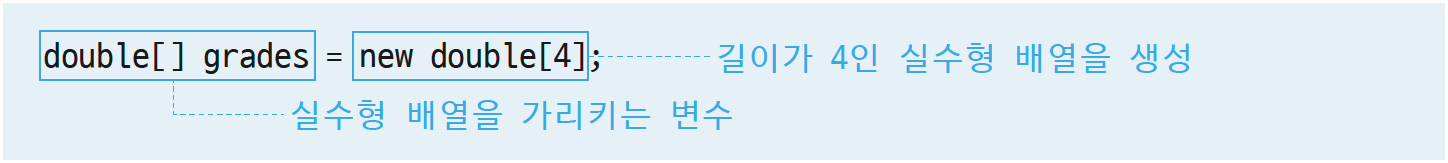 double[] grades = new double[4]; 길이가 4인 실수형 배열을 생성
실수형 배열을 가리키는 변수